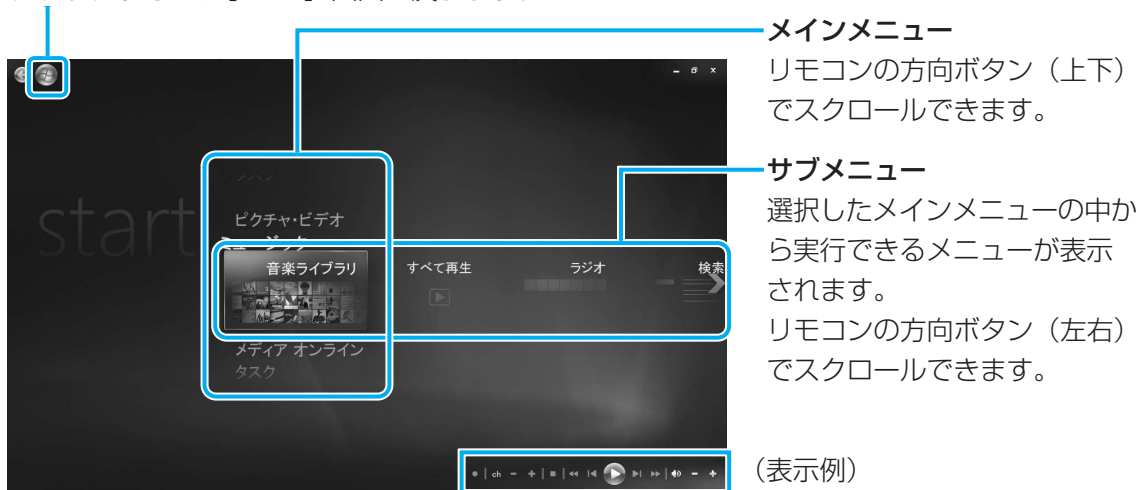 メインメニュー
リモコンの方向ボタン（上下）
でスクロールできます。
サブメニュー
選択したメインメニューの中か
ら実行できるメニューが表示
されます。
リモコンの方向ボタン（左右）
でスクロールできます。
start
ピクチャ・ビデオ
ミュージック
音楽ライブラリ
すべて再生
ラジオ
検索
メディア オンライン
タスク
ch
（表示例）